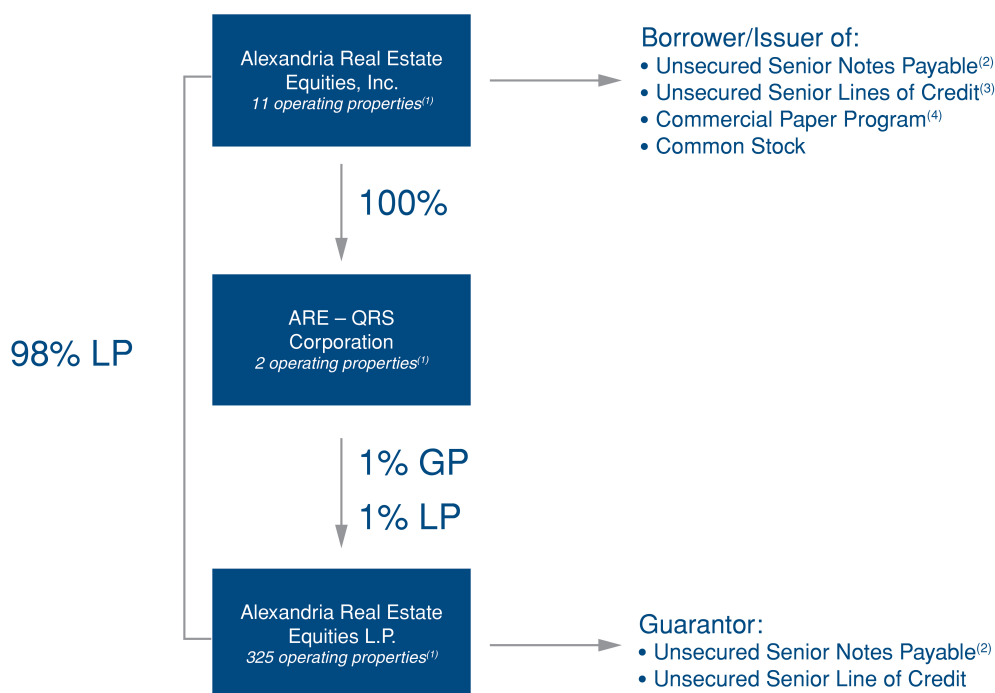 Alexandria Real Estate
Equities, Inc.
11 operating properties(1)
Borrower/Issuer of:
• Unsecured Senior Notes Payable(2)
• Unsecured Senior Lines of Credit(3)
• Commercial Paper Program(4)
• Common Stock
100%
ARE – QRS
Corporation
2 operating properties(1)
98% LP
1% GP
1% LP
Alexandria Real Estate
Equities L.P.
325 operating properties(1)
Guarantor:
• Unsecured Senior Notes Payable(2)
• Unsecured Senior Line of Credit